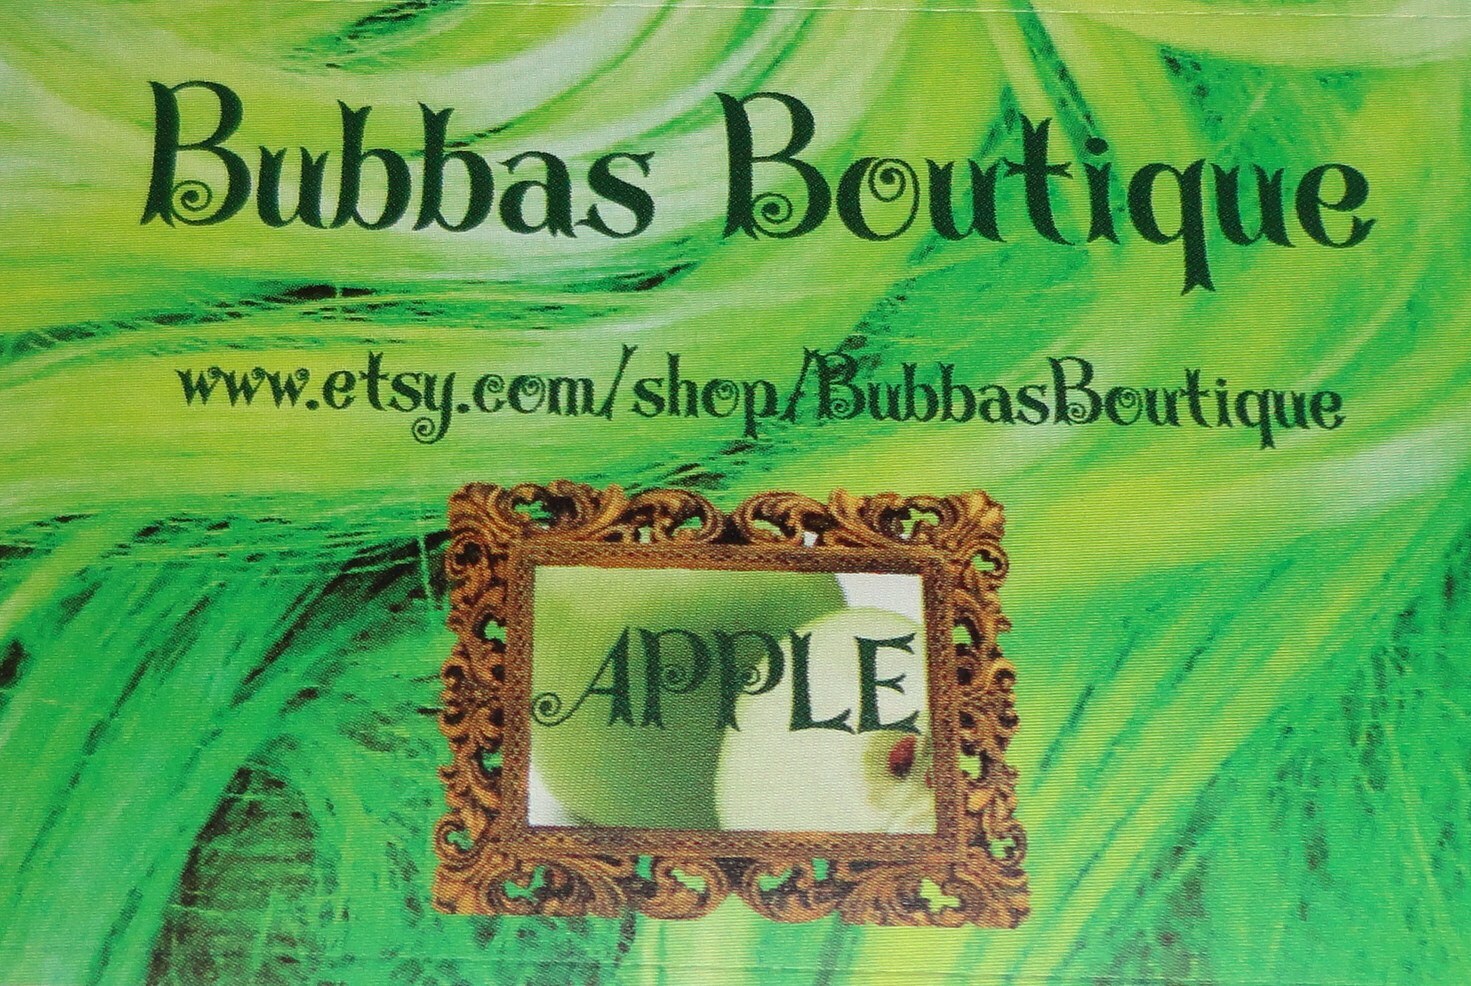 Bubbas Boutique
www.etsy.com/shop/BubbasBoutique
APPLE